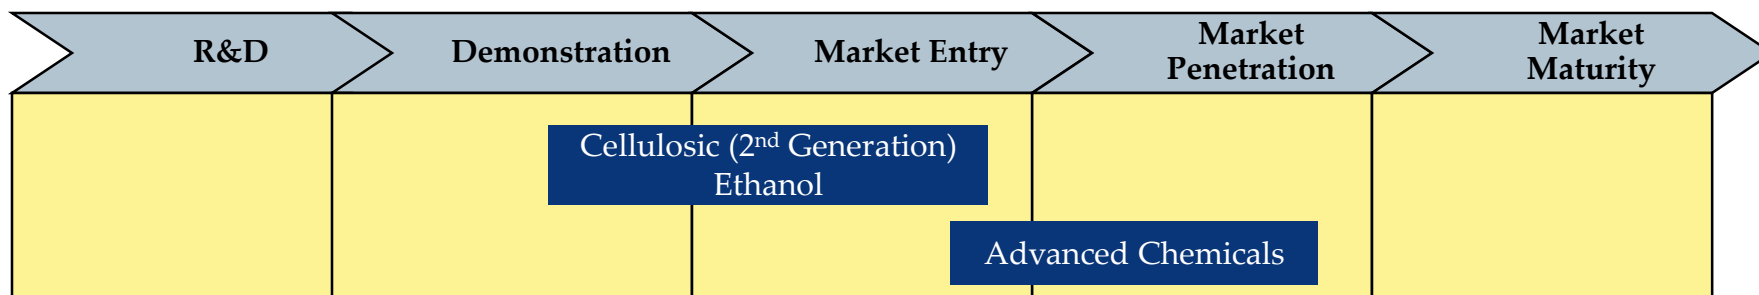 R&D
Demonstration
Market Entry
Market
Penetration
Market
Maturity
Cellulosic (2nd Generation)
Ethanol
Advanced Chemicals